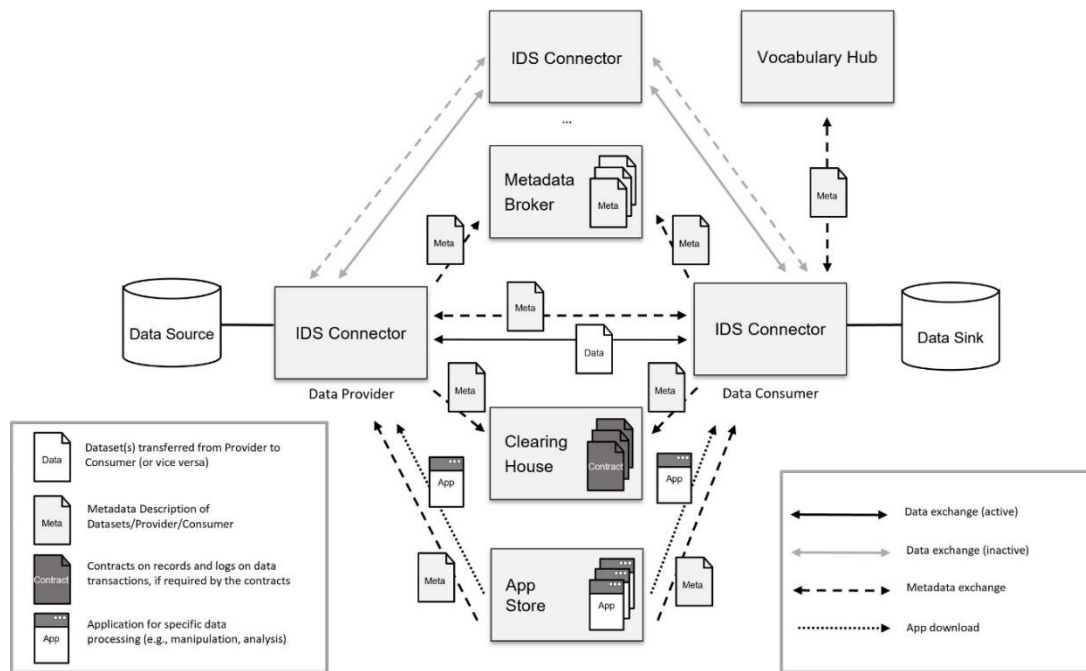 IDS Connector
Vocabulary Hub
...
Metadata
Broker
Meta
Meta
Meta
Meta
Data Source
IDS Connector
Meta
IDS Connector
Data Sink
Data
Data Provider
Data Consumer
Meta
Meta
Clearing
House
Contract
App
App
Meta
App
Store
App
Meta
Data
Dataset(s) transferred from Provider to
Consumer (or vice versa)
Meta
Metadata Description of
Datasets/Provider/Consumer
Contract
Contracts on records and logs on data
transactions, if required by the contracts
App
Application for specific data
processing (e.g., manipulation, analysis)
Data exchange (active)
Data exchange (inactive)
Metadata exchange
App download